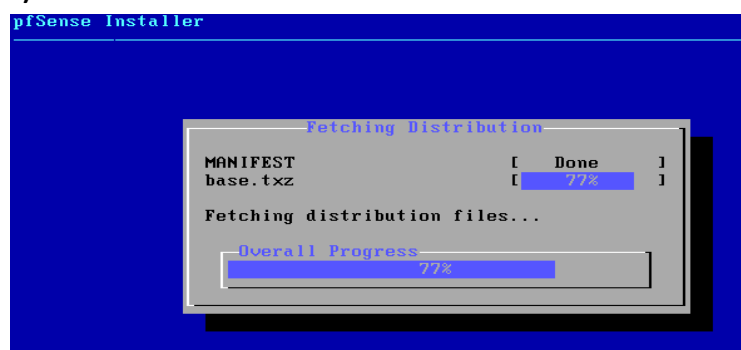 pfSense Installer
Fetching Distribution
MANIFEST [ Done ]
base.txz [ 77% ]
Fetching distribution files...
Overall Progress
77%